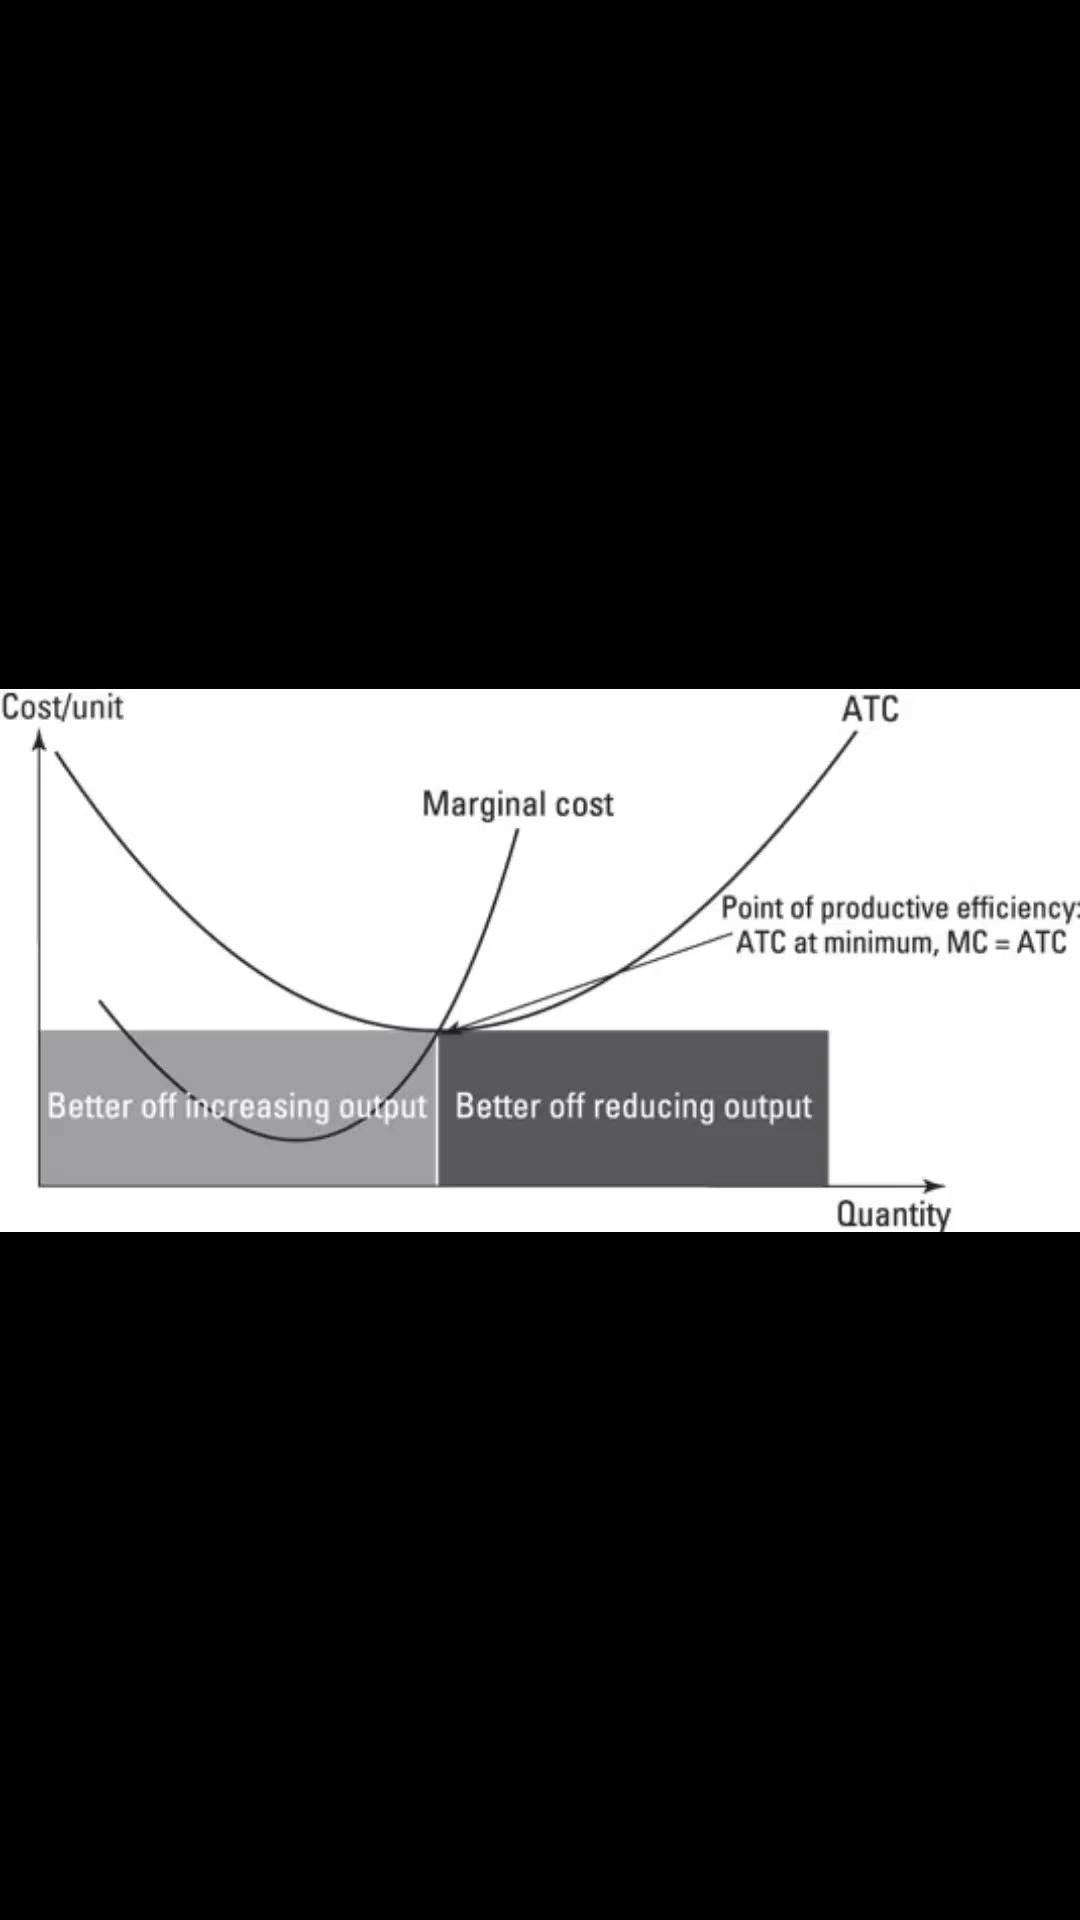 Cost/unit
ATC
Marginal cost
Point of productive efficiency:
ATC at minimum, MC = ATC
Better off increasing output
Better off reducing output
Quantity